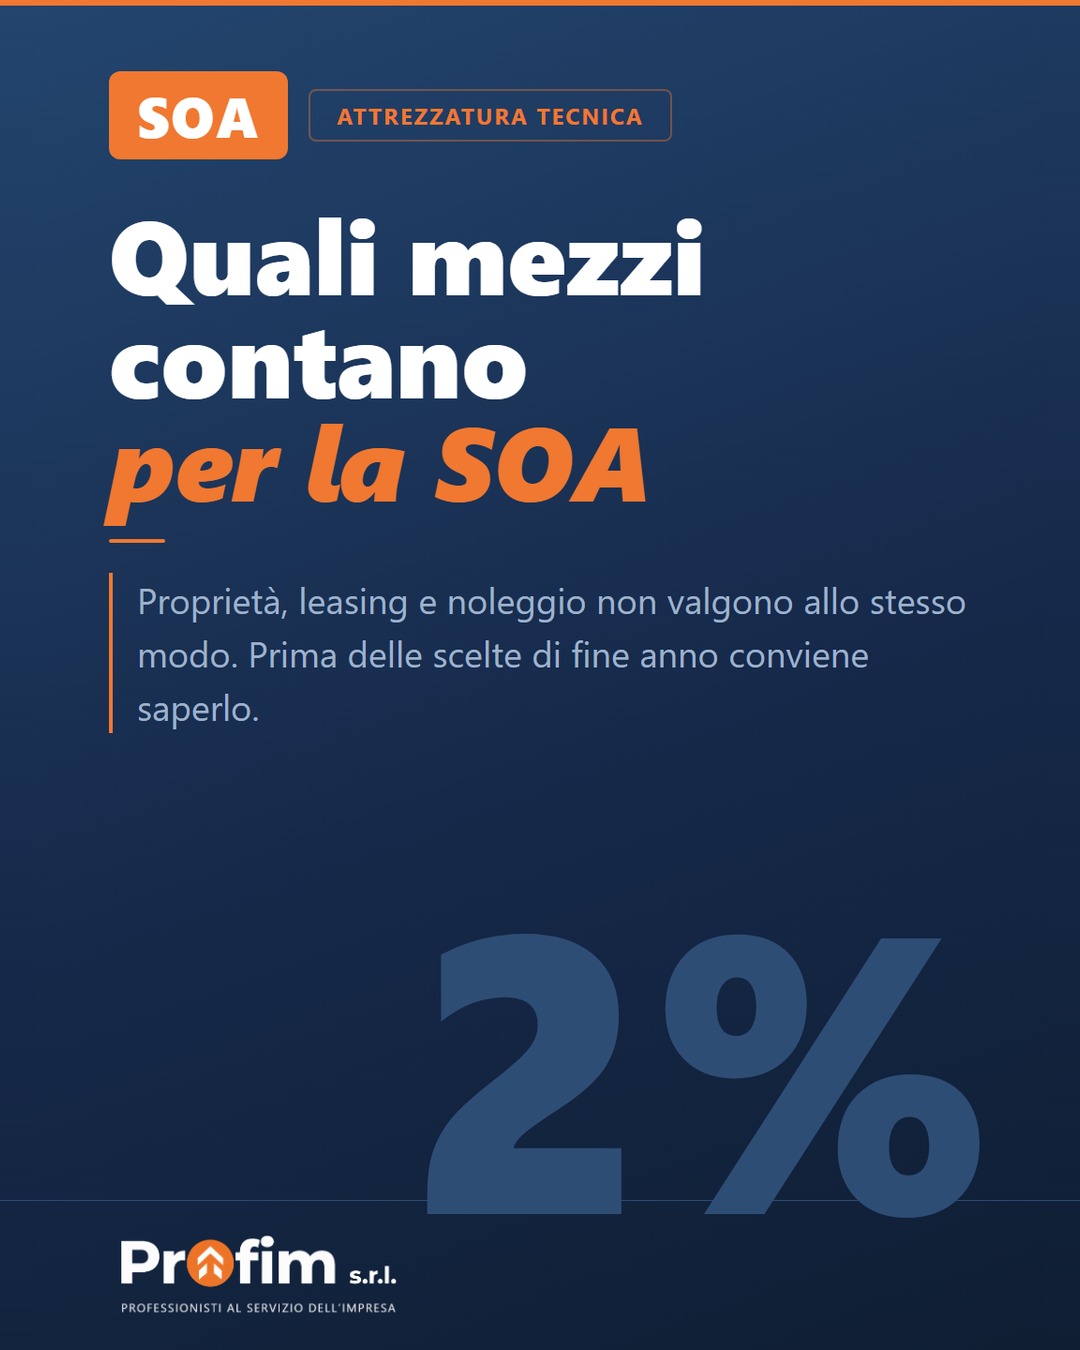 SOA
ATTREZZATURA TECNICA
Quali mezzi
contano
per la SOA
Proprietà, leasing e noleggio non valgono allo stesso
modo. Prima delle scelte di fine anno conviene
saperlo.
2%
Profim s.r.l.
PROFESSIONISTI AL SERVIZIO DELL'IMPRESA